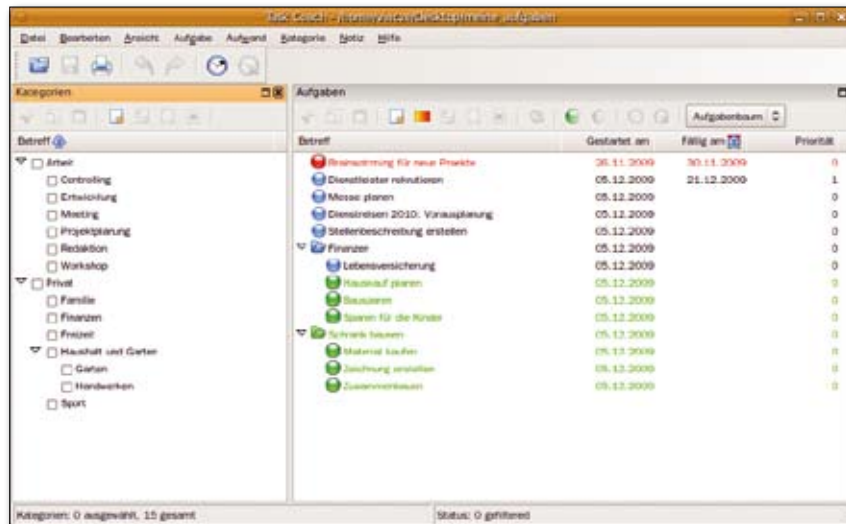 Task Coach - /home/vincze/Desktop/meine_aufgaben
Datei Bearbeiten Ansicht Aufgabe Aufwand Kategorie Notiz Hilfe
Kategorien
Betreff
Arbeit
Controlling
Entwicklung
Meeting
Projektplanung
Redaktion
Workshop
Privat
Familie
Finanzen
Freizeit
Haushalt und Garten
Garten
Handwerken
Sport
Aufgaben
Aufgabenbaum
Betreff Gestartet am Fällig am Priorität
Brainstorming für neue Projekte 26.11.2009 30.11.2009 0
Dienstleister rekrutieren 05.12.2009 21.12.2009 1
Messe planen 05.12.2009 0
Dienstreisen 2010. Vorausplanung 05.12.2009 0
Stellenbeschreibung erstellen 05.12.2009 0
Finanzen 05.12.2009 0
Lebensversicherung 05.12.2009 0
Hauskauf planen 05.12.2009 0
Bausparen 05.12.2009 0
Sparen für die Kinder 05.12.2009 0
Schrank bauen 05.12.2009 0
Material kaufen 05.12.2009 0
Zeichnung erstellen 05.12.2009 0
Zusammenbauen 05.12.2009 0
Kategorien: 0 ausgewählt, 15 gesamt
Status: 0 gefiltered